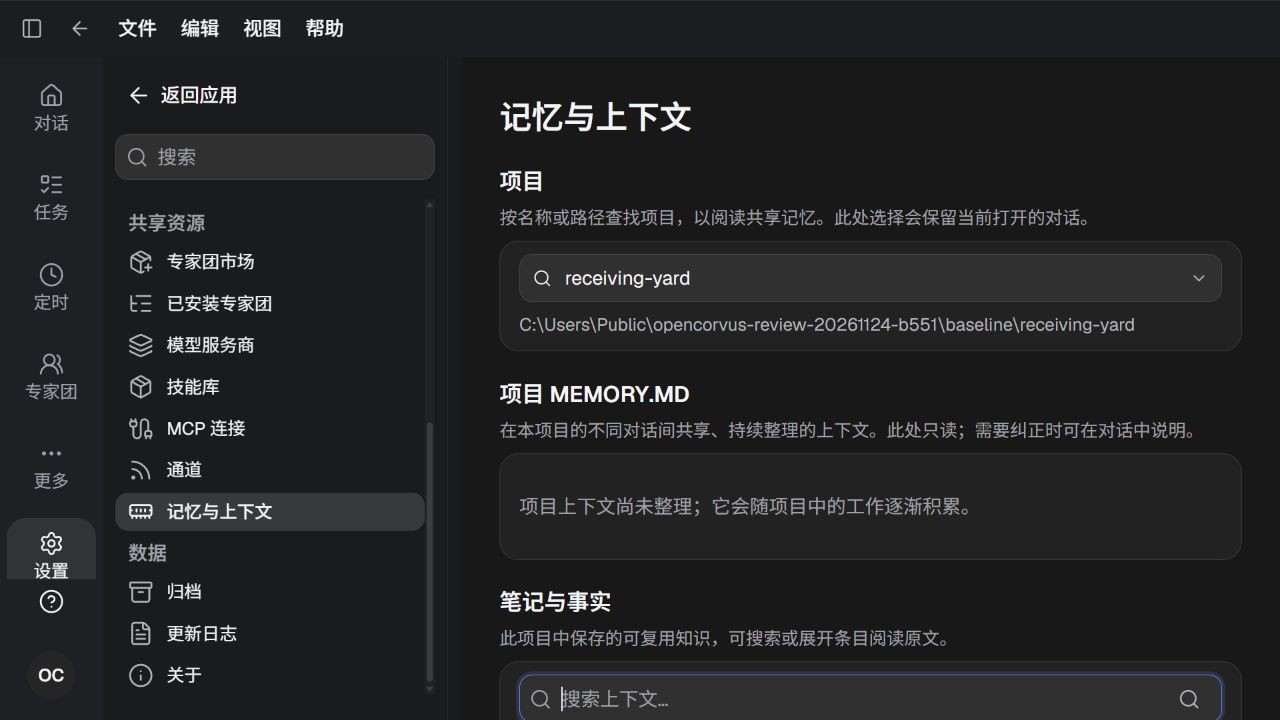 文件 编辑 视图 帮助
对话
任务
定时
专家团
更多
设置
OC
返回应用
搜索
共享资源
专家团市场
已安装专家团
模型服务商
技能库
MCP 连接
通道
记忆与上下文
数据
归档
更新日志
关于
记忆与上下文
项目
按名称或路径查找项目，以阅读共享记忆。此处选择会保留当前打开的对话。
receiving-yard
C:\Users\Public\opencorvus-review-20261124-b551\baseline\receiving-yard
项目 MEMORY.MD
在本项目的不同对话间共享、持续整理的上下文。此处只读；需要纠正时可在对话中说明。
项目上下文尚未整理；它会随项目中的工作逐渐积累。
笔记与事实
此项目中保存的可复用知识，可搜索或展开条目阅读原文。
搜索上下文...